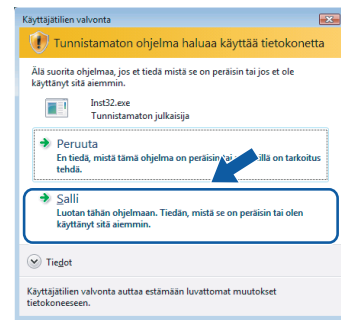 Käyttäjätilien valvonta
Tunnistamaton ohjelma haluaa käyttää tietokonetta
Älä suorita ohjelmaa, jos et tiedä mistä se on peräisin tai jos et ole
käyttänyt sitä aiemmin.
Inst32.exe
Tunnistamaton julkaisija
Peruuta
En tiedä, mistä tämä ohjelma on peräisin tai on tarkoitus
tehdä.
Salli
Luotan tähän ohjelmaan. Tiedän, mistä se on peräisin tai olen
käyttänyt sitä aiemmin.
Tiedot
Käyttäjätilien valvonta auttaa estämään luvattomat muutokset
tietokoneeseen.